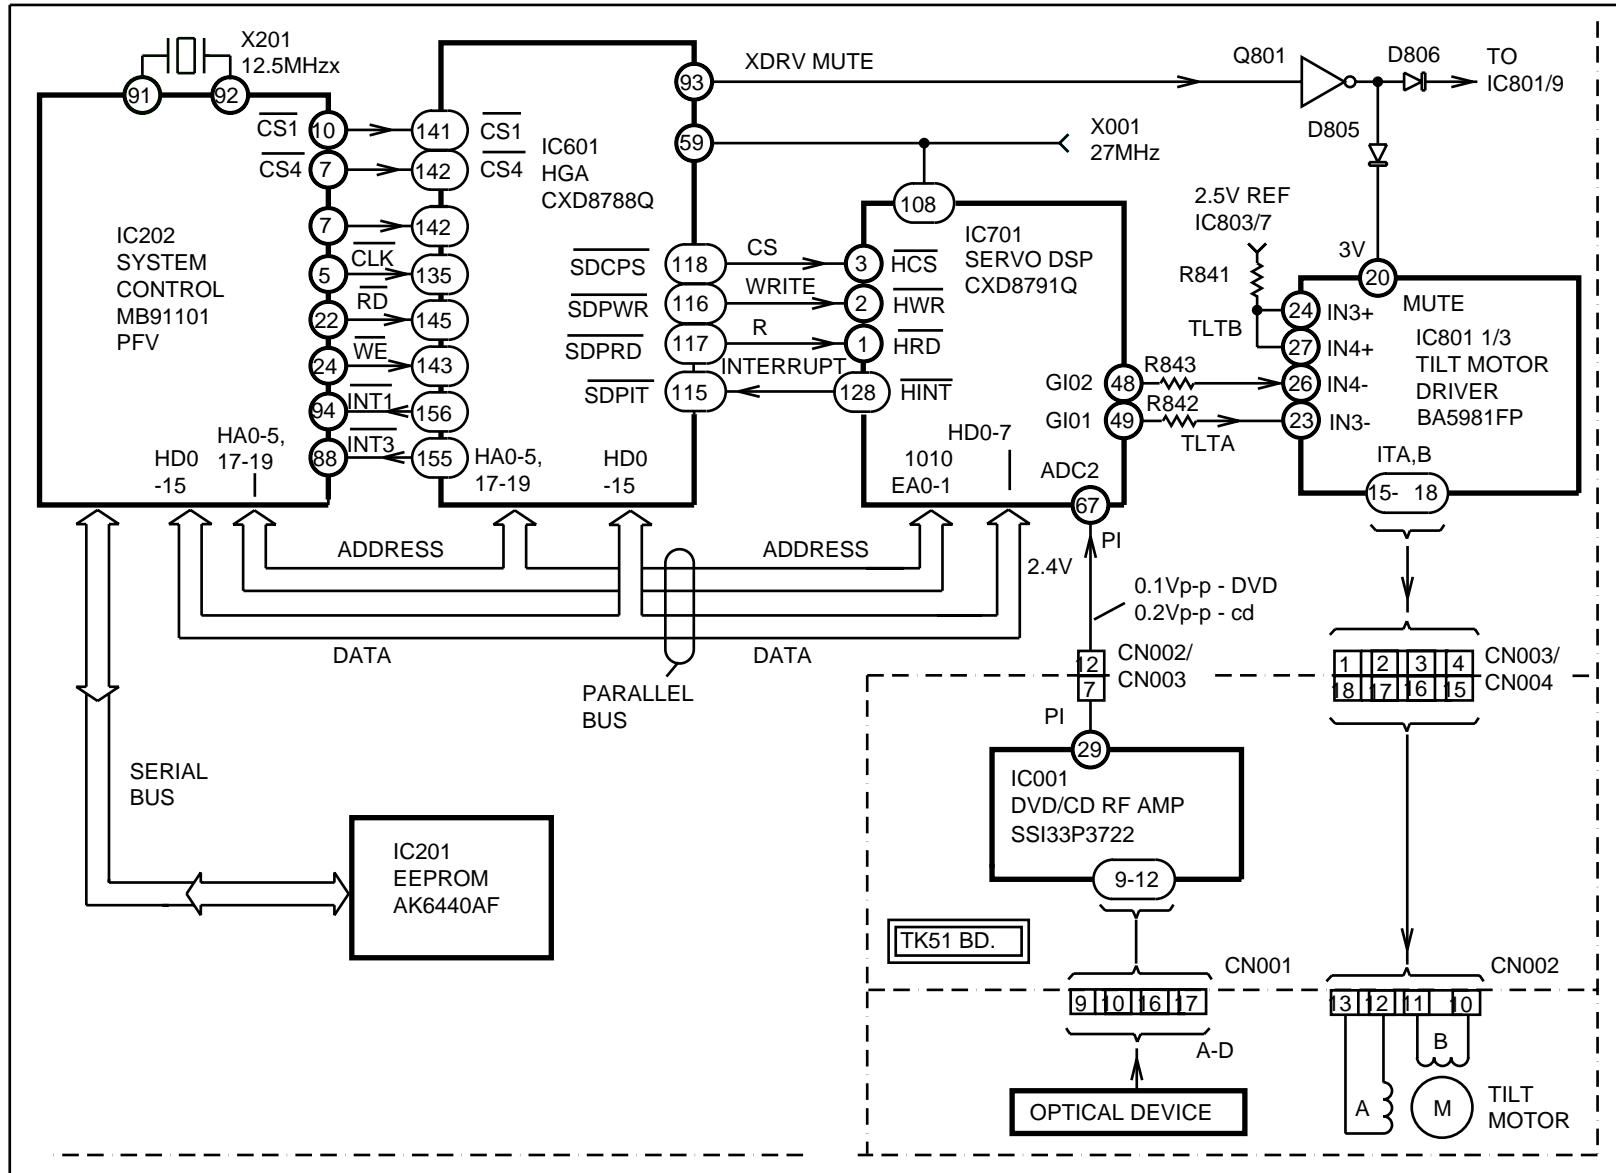 X201
12.5MHzx
91
92
93
XDRV MUTE
Q801
D806
TO
IC801/9
D805
CS1
10
141
CS1
CS4
7
142
CS4
IC601
HGA
CXD8788Q
59
X001
27MHz
108
2.5V REF
IC803/7
R841
3V
20
MUTE
IC202
SYSTEM
CONTROL
MB91101
PFV
7
142
CLK
5
135
RD
22
145
WE
24
143
INT1
94
156
INT3
88
155
SDCPS
118
CS
3
HCS
SDPWR
116
WRITE
2
HWR
SDPRD
117
R
1
HRD
INTERRUPT
SDPIT
115
128
HINT
IC701
SERVO DSP
CXD8791Q
24
IN3+
TLTB
27
IN4+
GI02
48
R843
26
IN4-
GI01
49
R842
23
IN3-
TLTA
IC801 1/3
TILT MOTOR
DRIVER
BA5981FP
HD0
-15
HA0-5,
17-19
HA0-5,
17-19
HD0
-15
HD0-7
1010
EA0-1
ADC2
67
ITA,B
15- 18
ADDRESS
ADDRESS
PI
2.4V
0.1Vp-p - DVD
0.2Vp-p - cd
DATA
DATA
PARALLEL
BUS
12
7
CN002/
CN003
1
2
3
4
18
17
16
15
CN003/
CN004
PI
29
IC001
DVD/CD RF AMP
SSI33P3722
9-12
SERIAL
BUS
IC201
EEPROM
AK6440AF
TK51 BD.
CN001
CN002
9
10
16
17
13
12
11
10
A-D
B
OPTICAL DEVICE
A
M
TILT
MOTOR